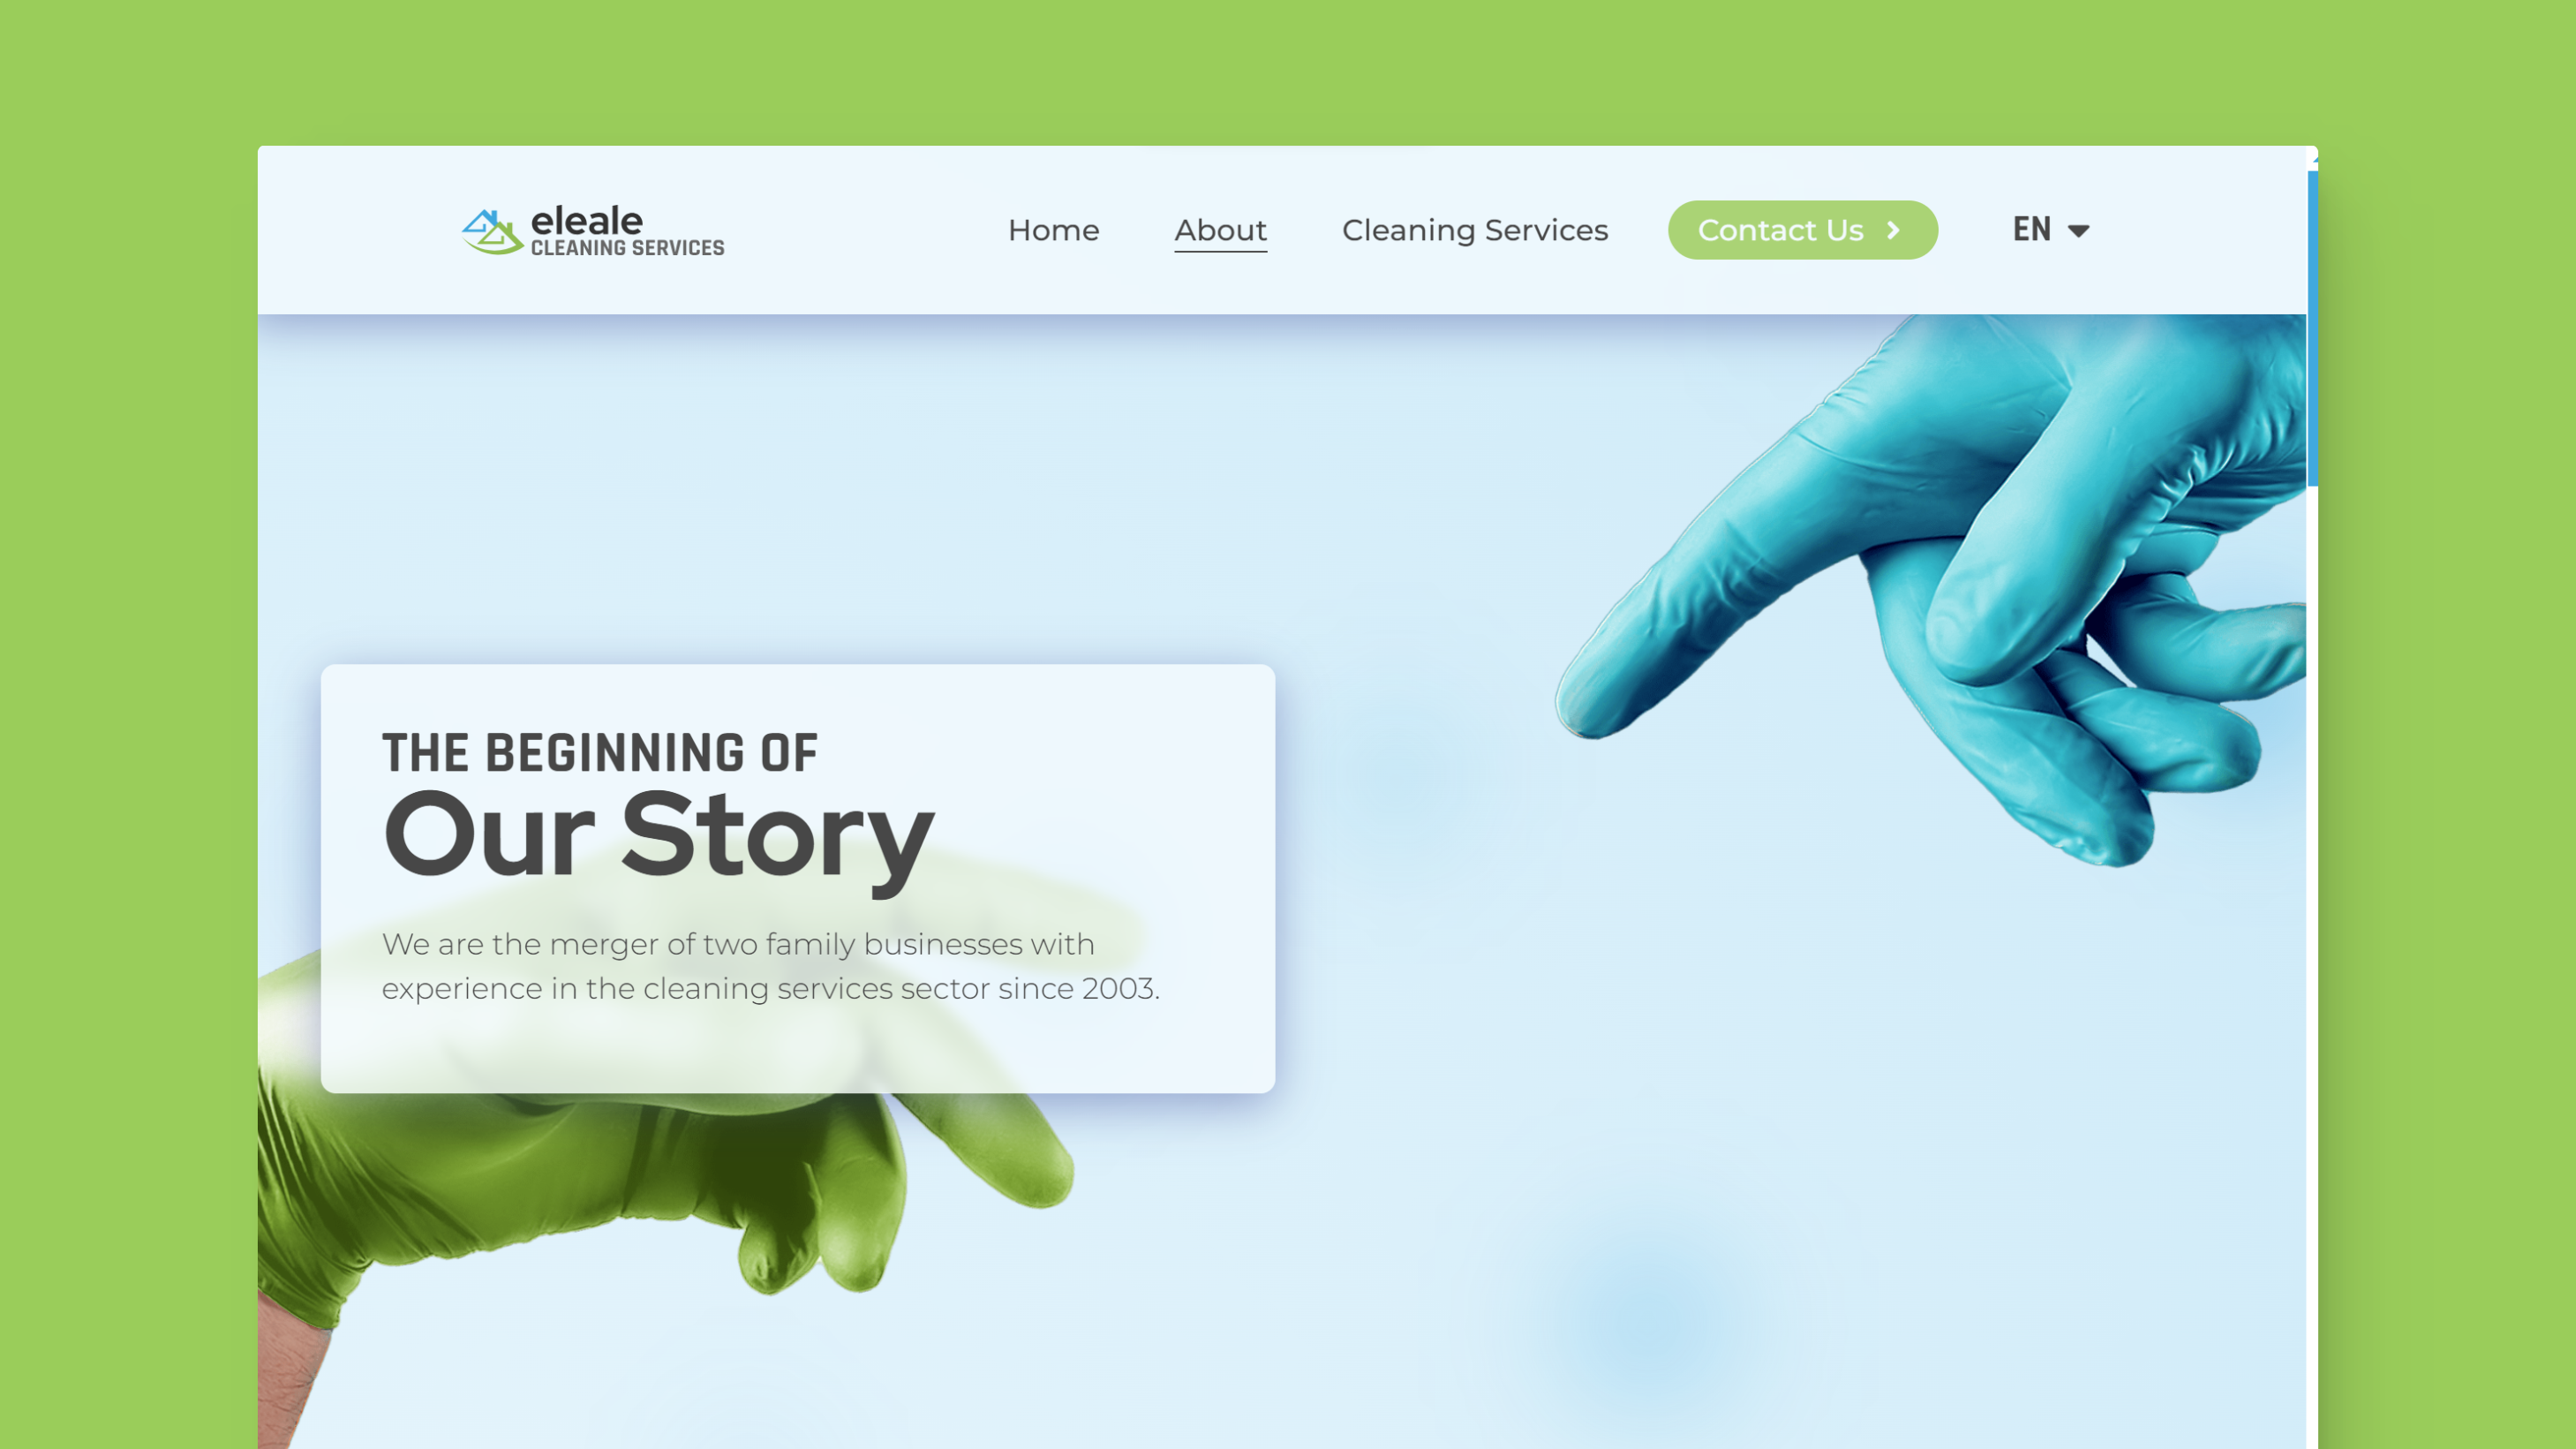 eleale
CLEANING SERVICES
Home
About
Cleaning Services
Contact Us
EN
THE BEGINNING OF
Our Story
We are the merger of two family businesses with
experience in the cleaning services sector since 2003.